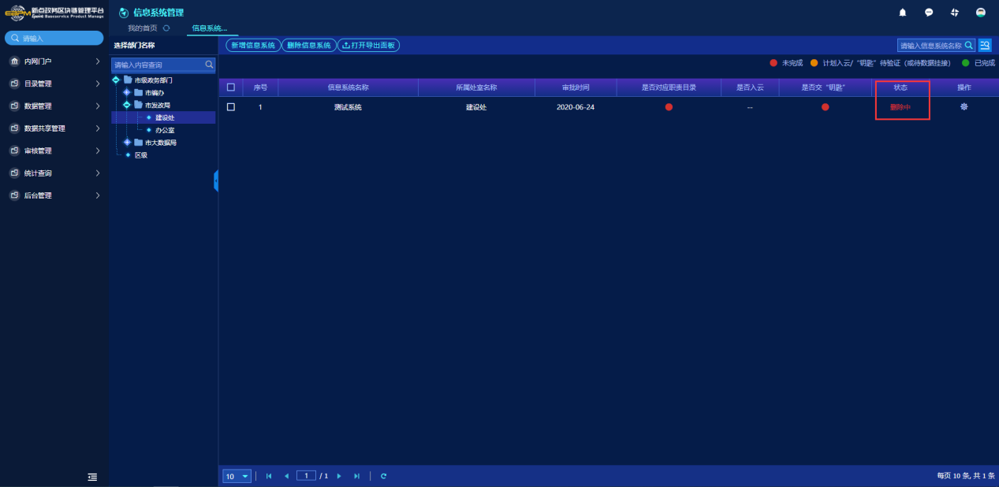 新点政务区块链管理平台
Epoint Baseservice Product Manage
信息系统管理
我的首页
信息系统...
请输入
内网门户
目录管理
数据管理
数据共享管理
审核管理
统计查询
后台管理
选择部门名称
请输入内容查询
市级政务部门
市编办
市发改局
建设处
办公室
市大数据局
区级
新增信息系统 删除信息系统 打开导出面板
请输入信息系统名称
未完成 计划入云/“钥匙”待验证（或待数据挂接） 已完成
序号 信息系统名称 所属处室名称 审批时间 是否对应职责目录 是否入云 是否交“钥匙” 状态 操作
1 测试系统 建设处 2020-06-24 -- 删除中
10 1 / 1
每页 10 条, 共 1 条